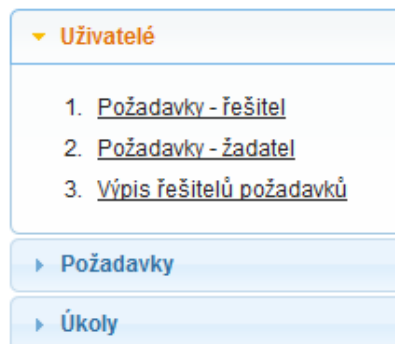 Uživatelé
1. Požadavky - řešitel
2. Požadavky - žadatel
3. Výpis řešitelů požadavků
Požadavky
Úkoly